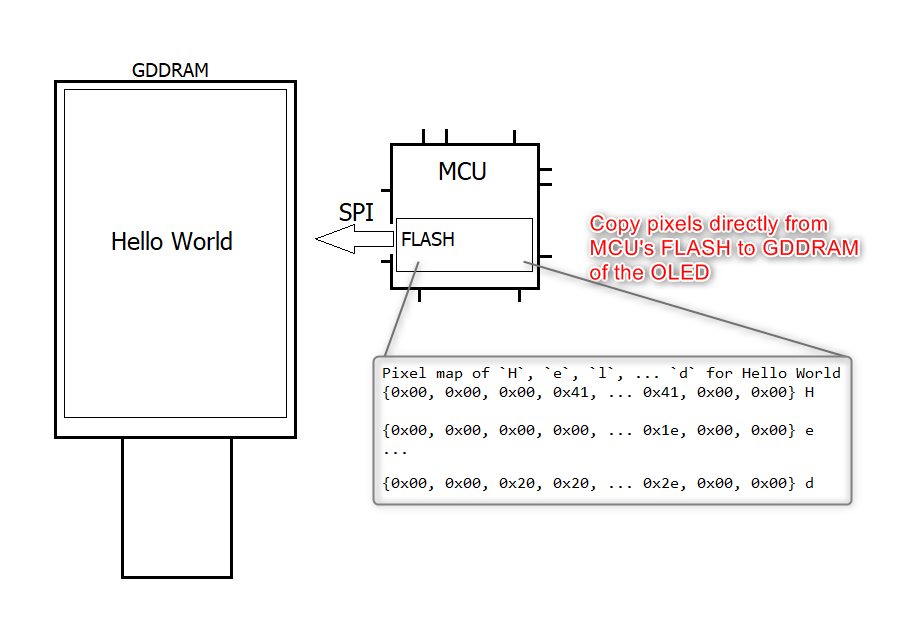 GDDRAM
Hello World
MCU
SPI
FLASH
Copy pixels directly from
MCU's FLASH to GDDRAM
of the OLED
Pixel map of `H`, `e`, `l`, ... `d` for Hello World
{0x00, 0x00, 0x00, 0x41, ... 0x41, 0x00, 0x00} H
{0x00, 0x00, 0x00, 0x00, ... 0x1e, 0x00, 0x00} e
...
{0x00, 0x00, 0x20, 0x20, ... 0x2e, 0x00, 0x00} d